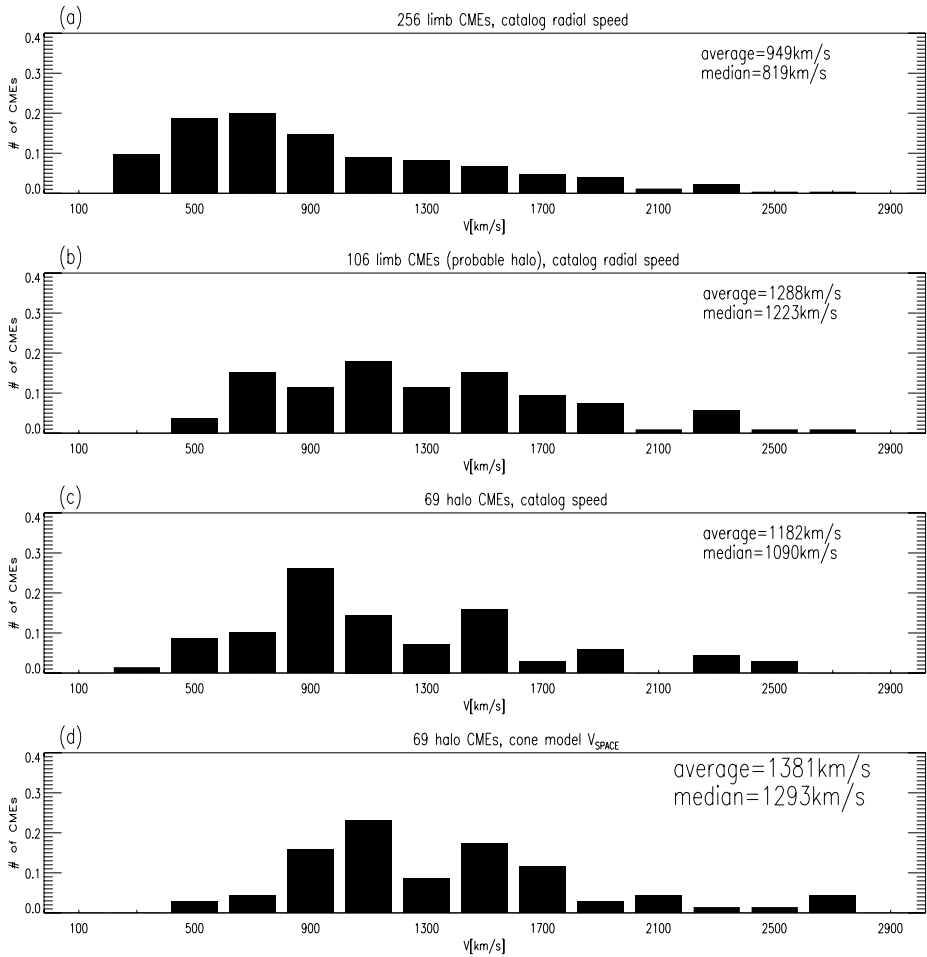 (a)
256 limb CMEs, catalog radial speed
average=949km/s
median=819km/s
# of CMEs
0.4
0.3
0.2
0.1
0.0
100 500 900 1300 1700 2100 2500 2900
V[km/s]
(b)
106 limb CMEs (probable halo), catalog radial speed
average=1288km/s
median=1223km/s
# of CMEs
0.4
0.3
0.2
0.1
0.0
100 500 900 1300 1700 2100 2500 2900
V[km/s]
(c)
69 halo CMEs, catalog speed
average=1182km/s
median=1090km/s
# of CMEs
0.4
0.3
0.2
0.1
0.0
100 500 900 1300 1700 2100 2500 2900
V[km/s]
(d)
69 halo CMEs, cone model VSPACE
average=1381km/s
median=1293km/s
# of CMEs
0.4
0.3
0.2
0.1
0.0
100 500 900 1300 1700 2100 2500 2900
V[km/s]